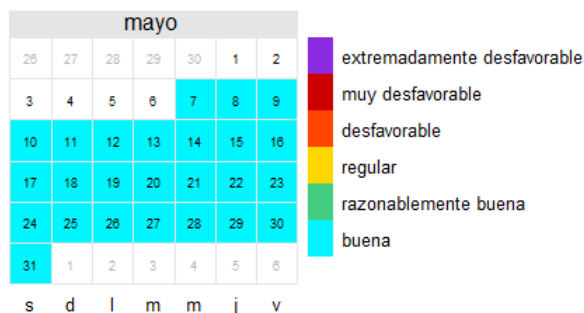 mayo
26 27 28 29 30 1 2
3 4 5 6 7 8 9
10 11 12 13 14 15 16
17 18 19 20 21 22 23
24 25 26 27 28 29 30
31 1 2 3 4 5 6
s d l m m j v
extremadamente desfavorable
muy desfavorable
desfavorable
regular
razonablemente buena
buena